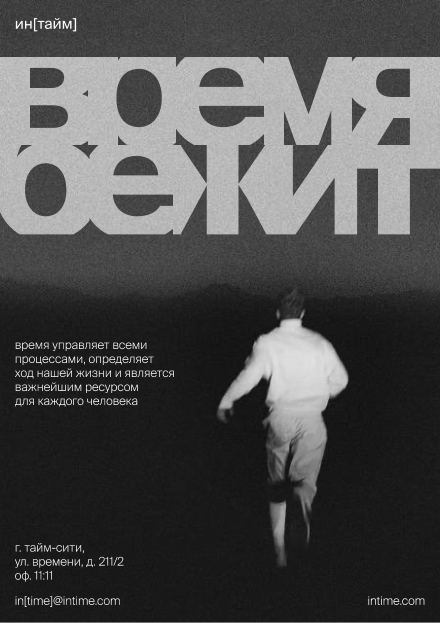 ин[тайм]
время
бежит
время управляет всеми
процессами, определяет
ход нашей жизни и является
важнейшим ресурсом
для каждого человека
г. тайм-сити,
ул. времени, д. 211/2
оф. 11:11
in[time]@intime.com
intime.com